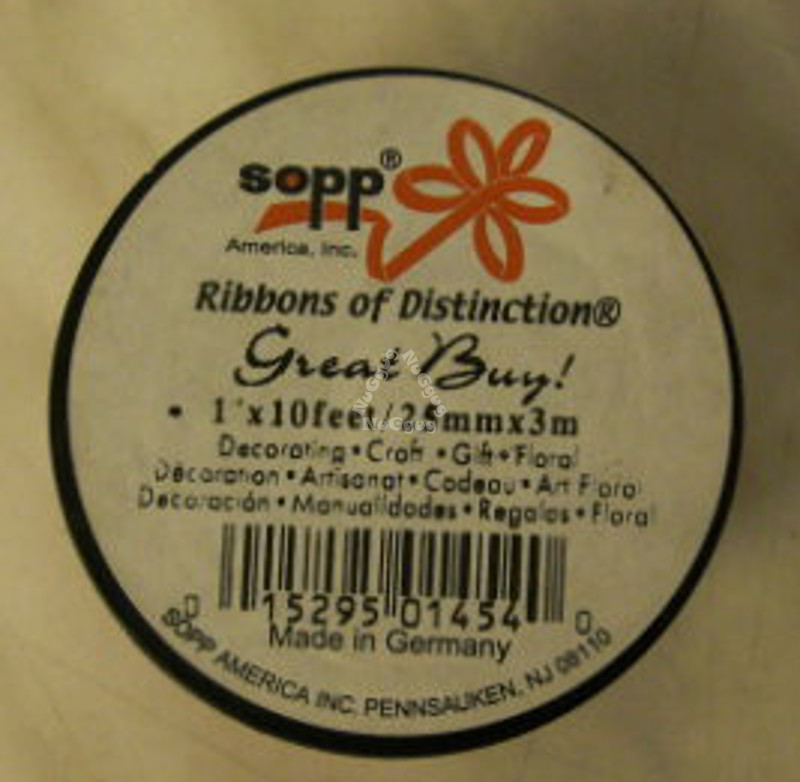 sopp®
America, Inc.
Ribbons of Distinction®
Great Buy!
• 1"x10feet/25mmx3m
Decorating • Craft • Gift • Floral
Décoration • Artisanat • Cadeau • Art Floral
Decoración • Manualidades • Regalos • Floral
0 15295 01454 0
Made in Germany
SOPP AMERICA INC. PENNSAUKEN, NJ 08110